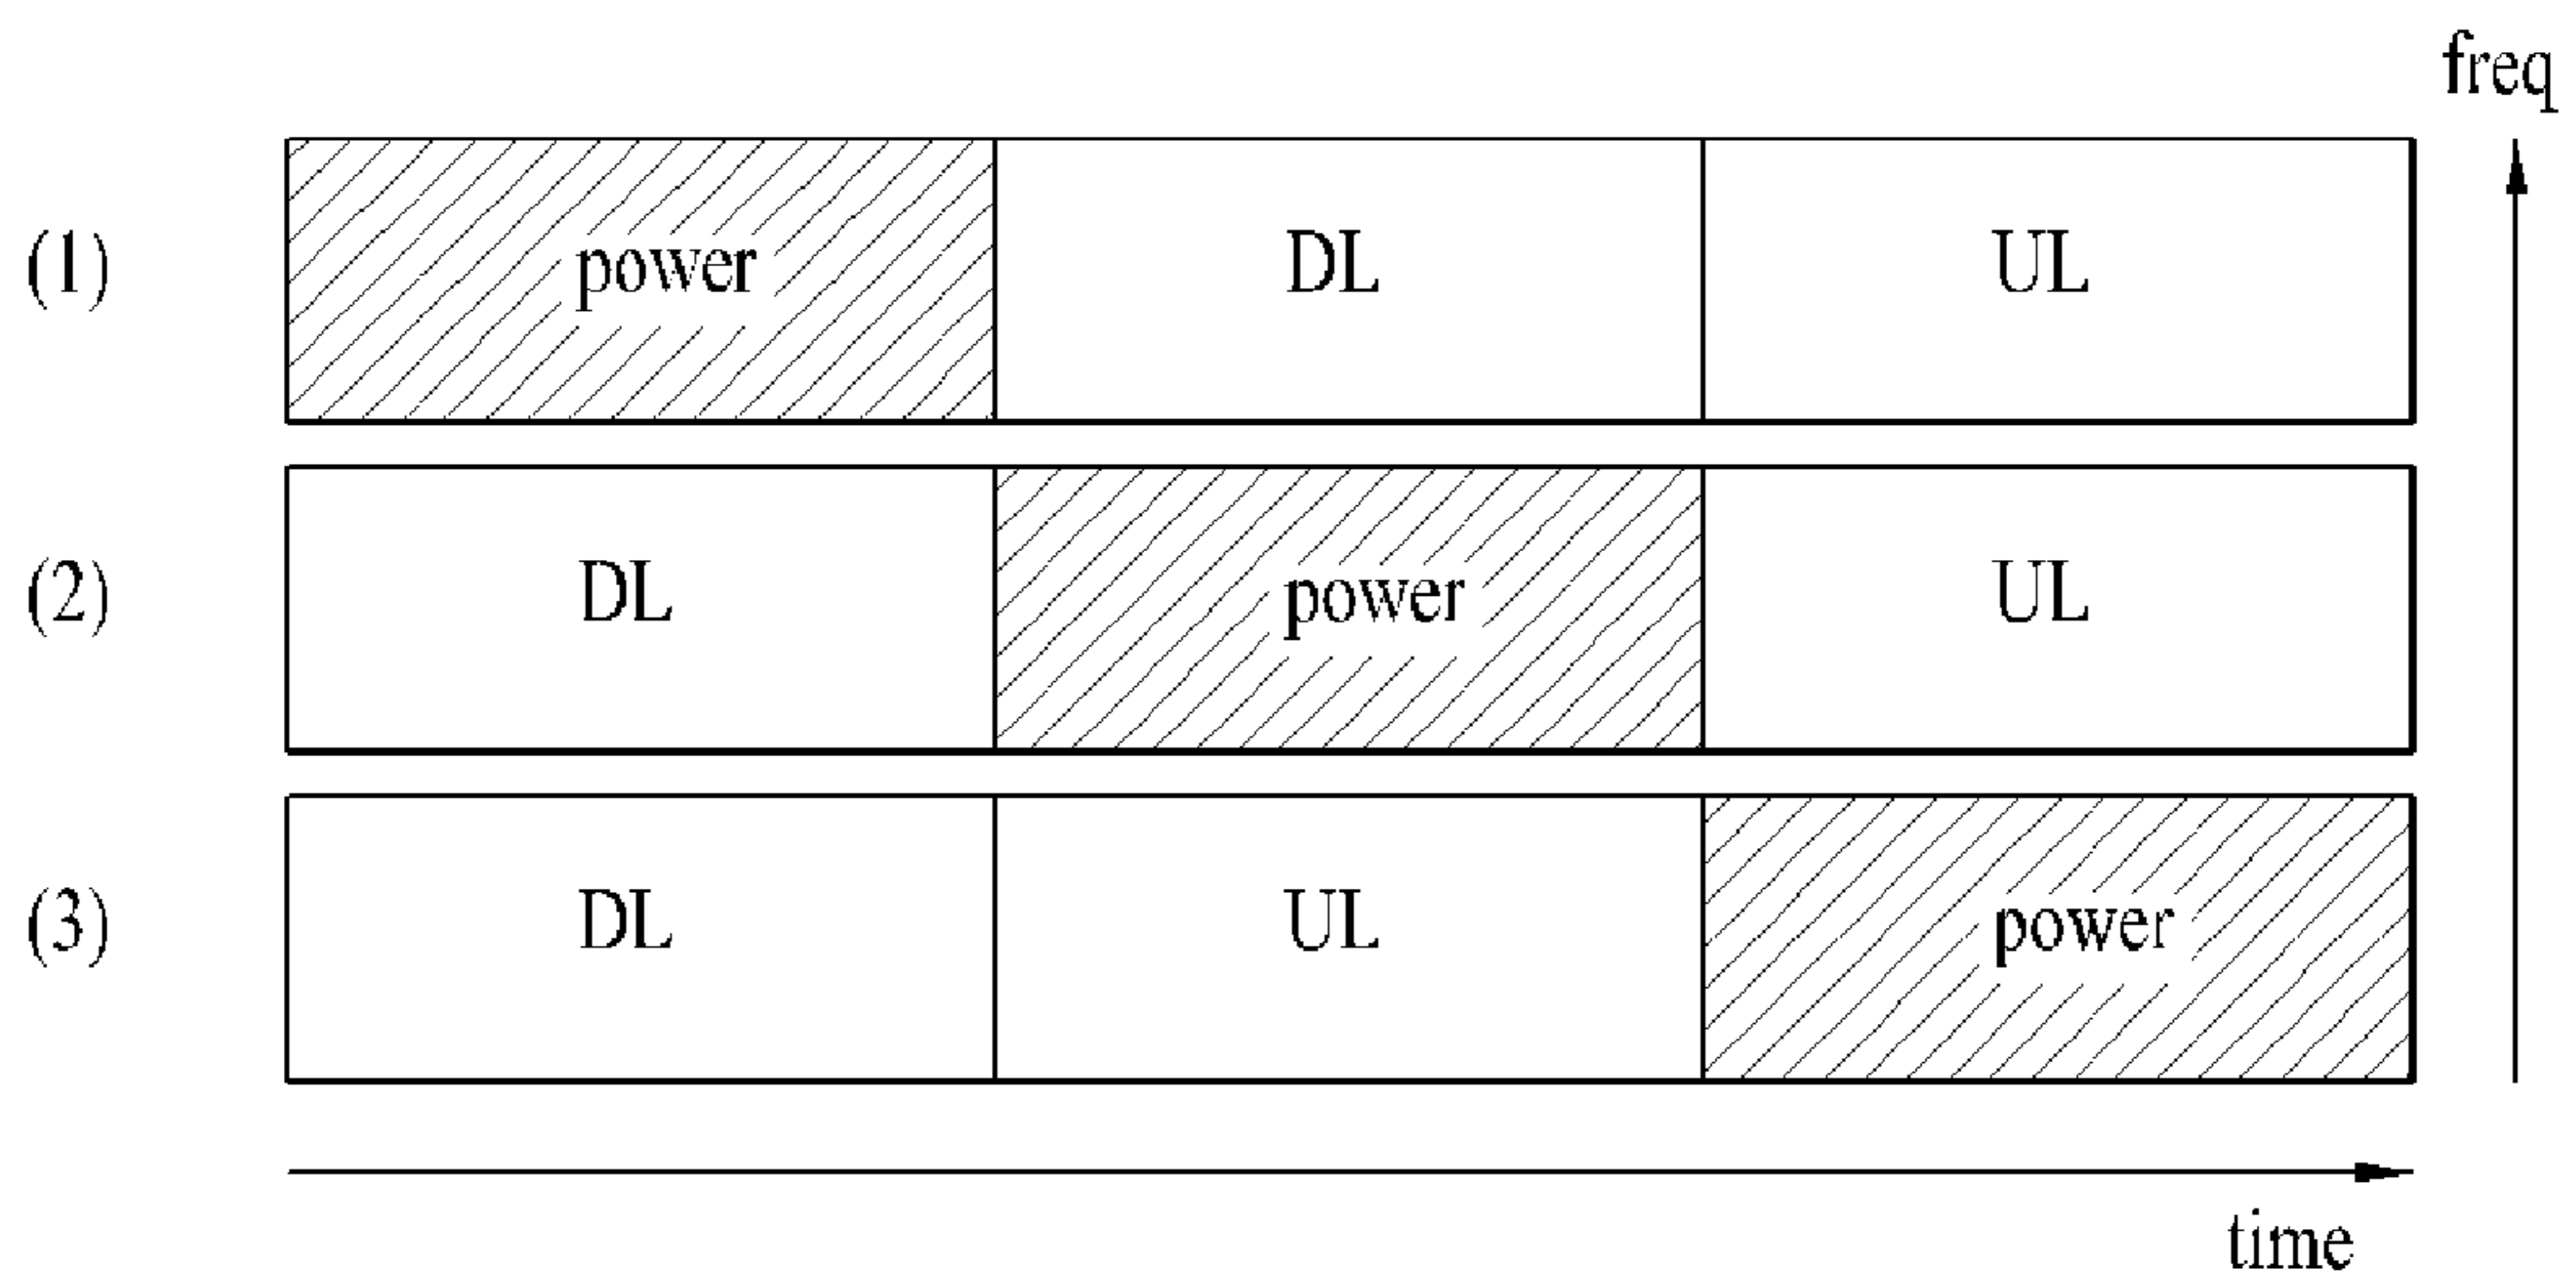 freq
(1) power DL UL
(2) DL power UL
(3) DL UL power
time